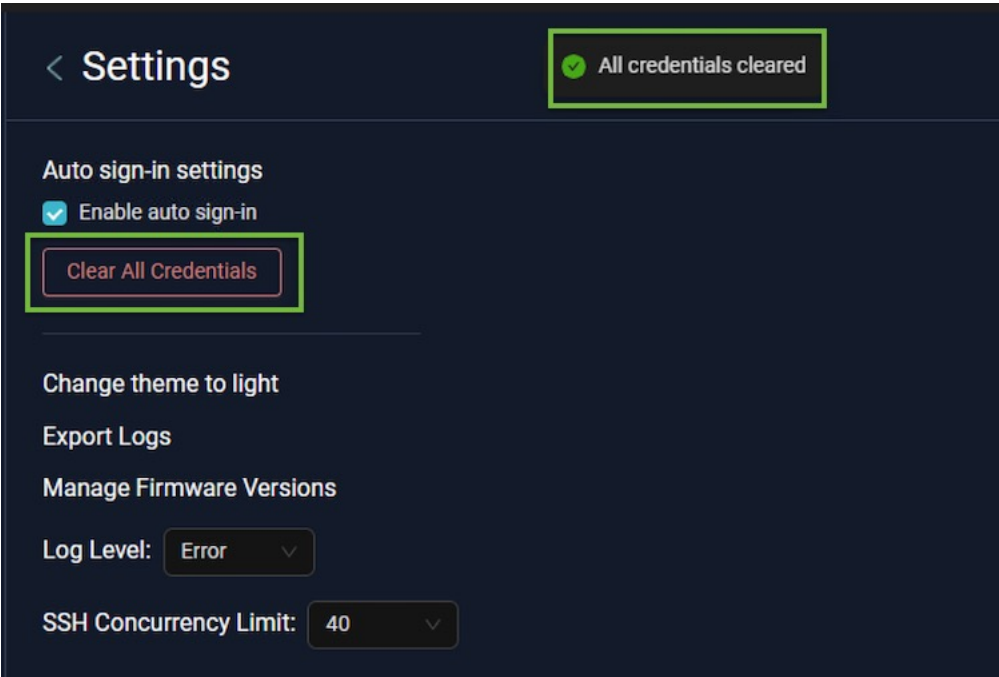 Settings
All credentials cleared
Auto sign-in settings
Enable auto sign-in
Clear All Credentials
Change theme to light
Export Logs
Manage Firmware Versions
Log Level: Error
SSH Concurrency Limit: 40